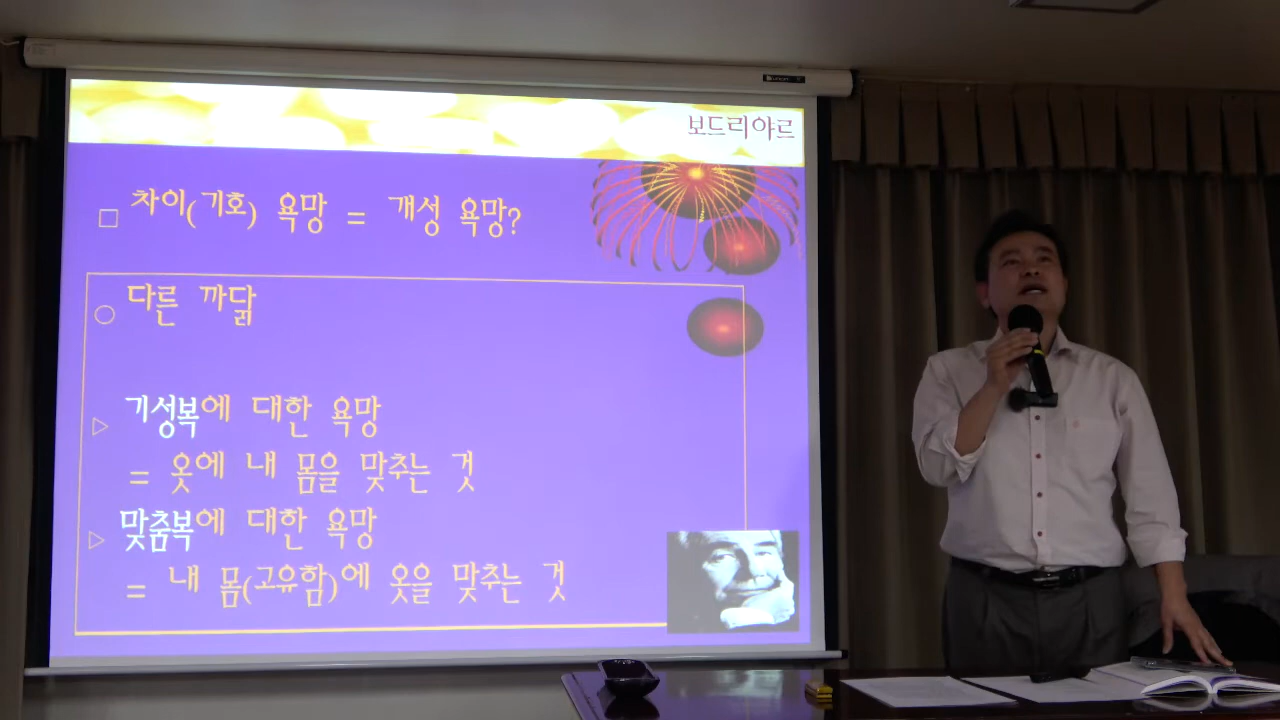 보드리야르
□ 차이(기호) 욕망 = 개성 욕망?
○ 다른 까닭
▷ 기성복에 대한 욕망
= 옷에 내 몸을 맞추는 것
▷ 맞춤복에 대한 욕망
= 내 몸(고유함)에 옷을 맞추는 것